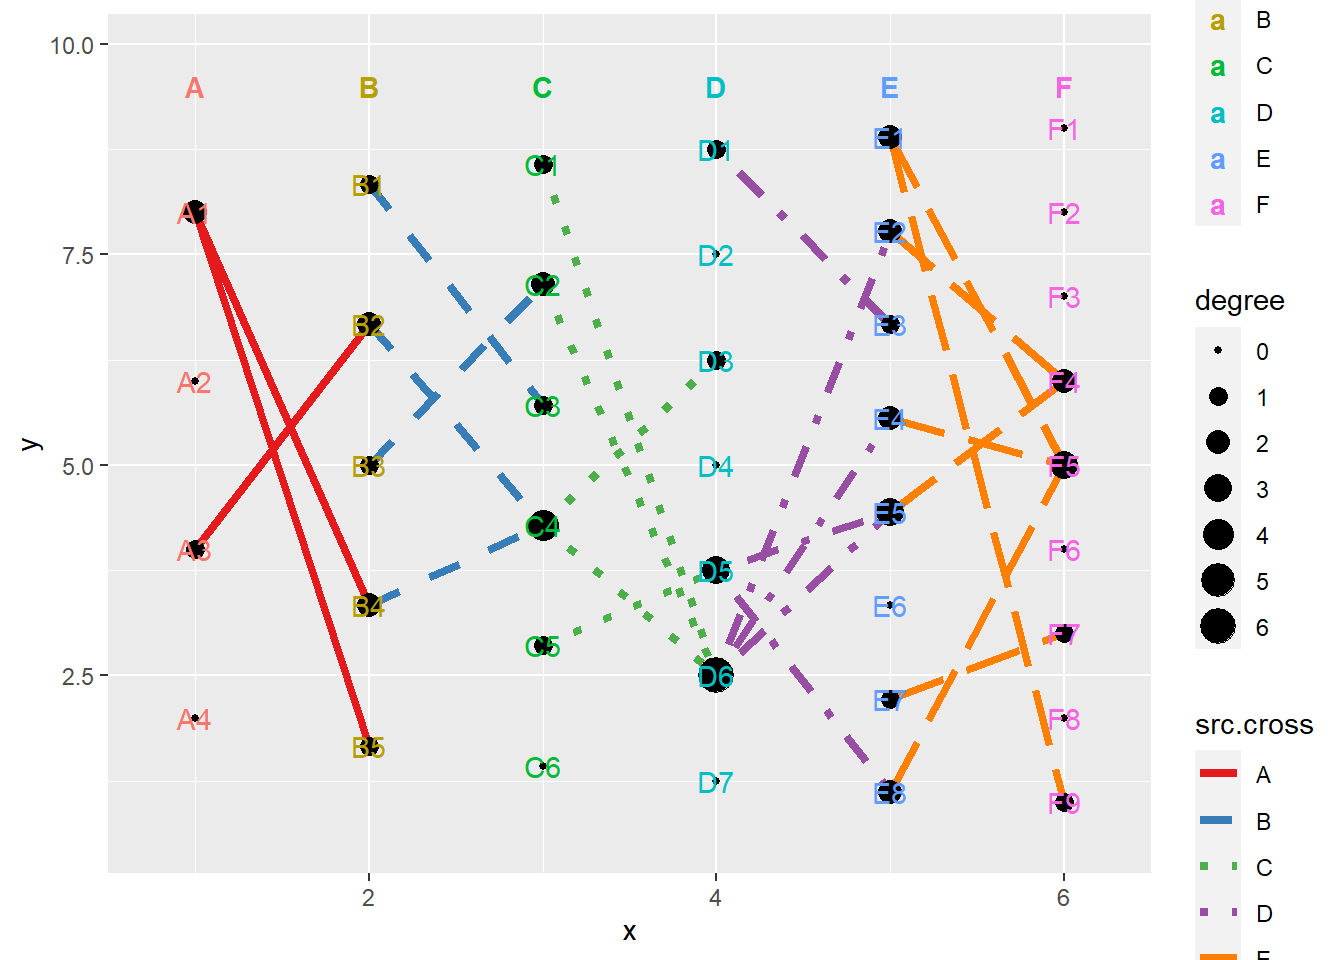 A B C D E F
A1
A2
A3
A4
B1
B2
B3
B4
B5
C1
C2
C3
C4
C5
C6
D1
D2
D3
D4
D5
D6
D7
E1
E2
E3
E4
E5
E6
E7
E8
F1
F2
F3
F4
F5
F6
F7
F8
F9
10.0
7.5
5.0
2.5
y
2 4 6
x
a B
a C
a D
a E
a F
degree
0
1
2
3
4
5
6
src.cross
A
B
C
D
E